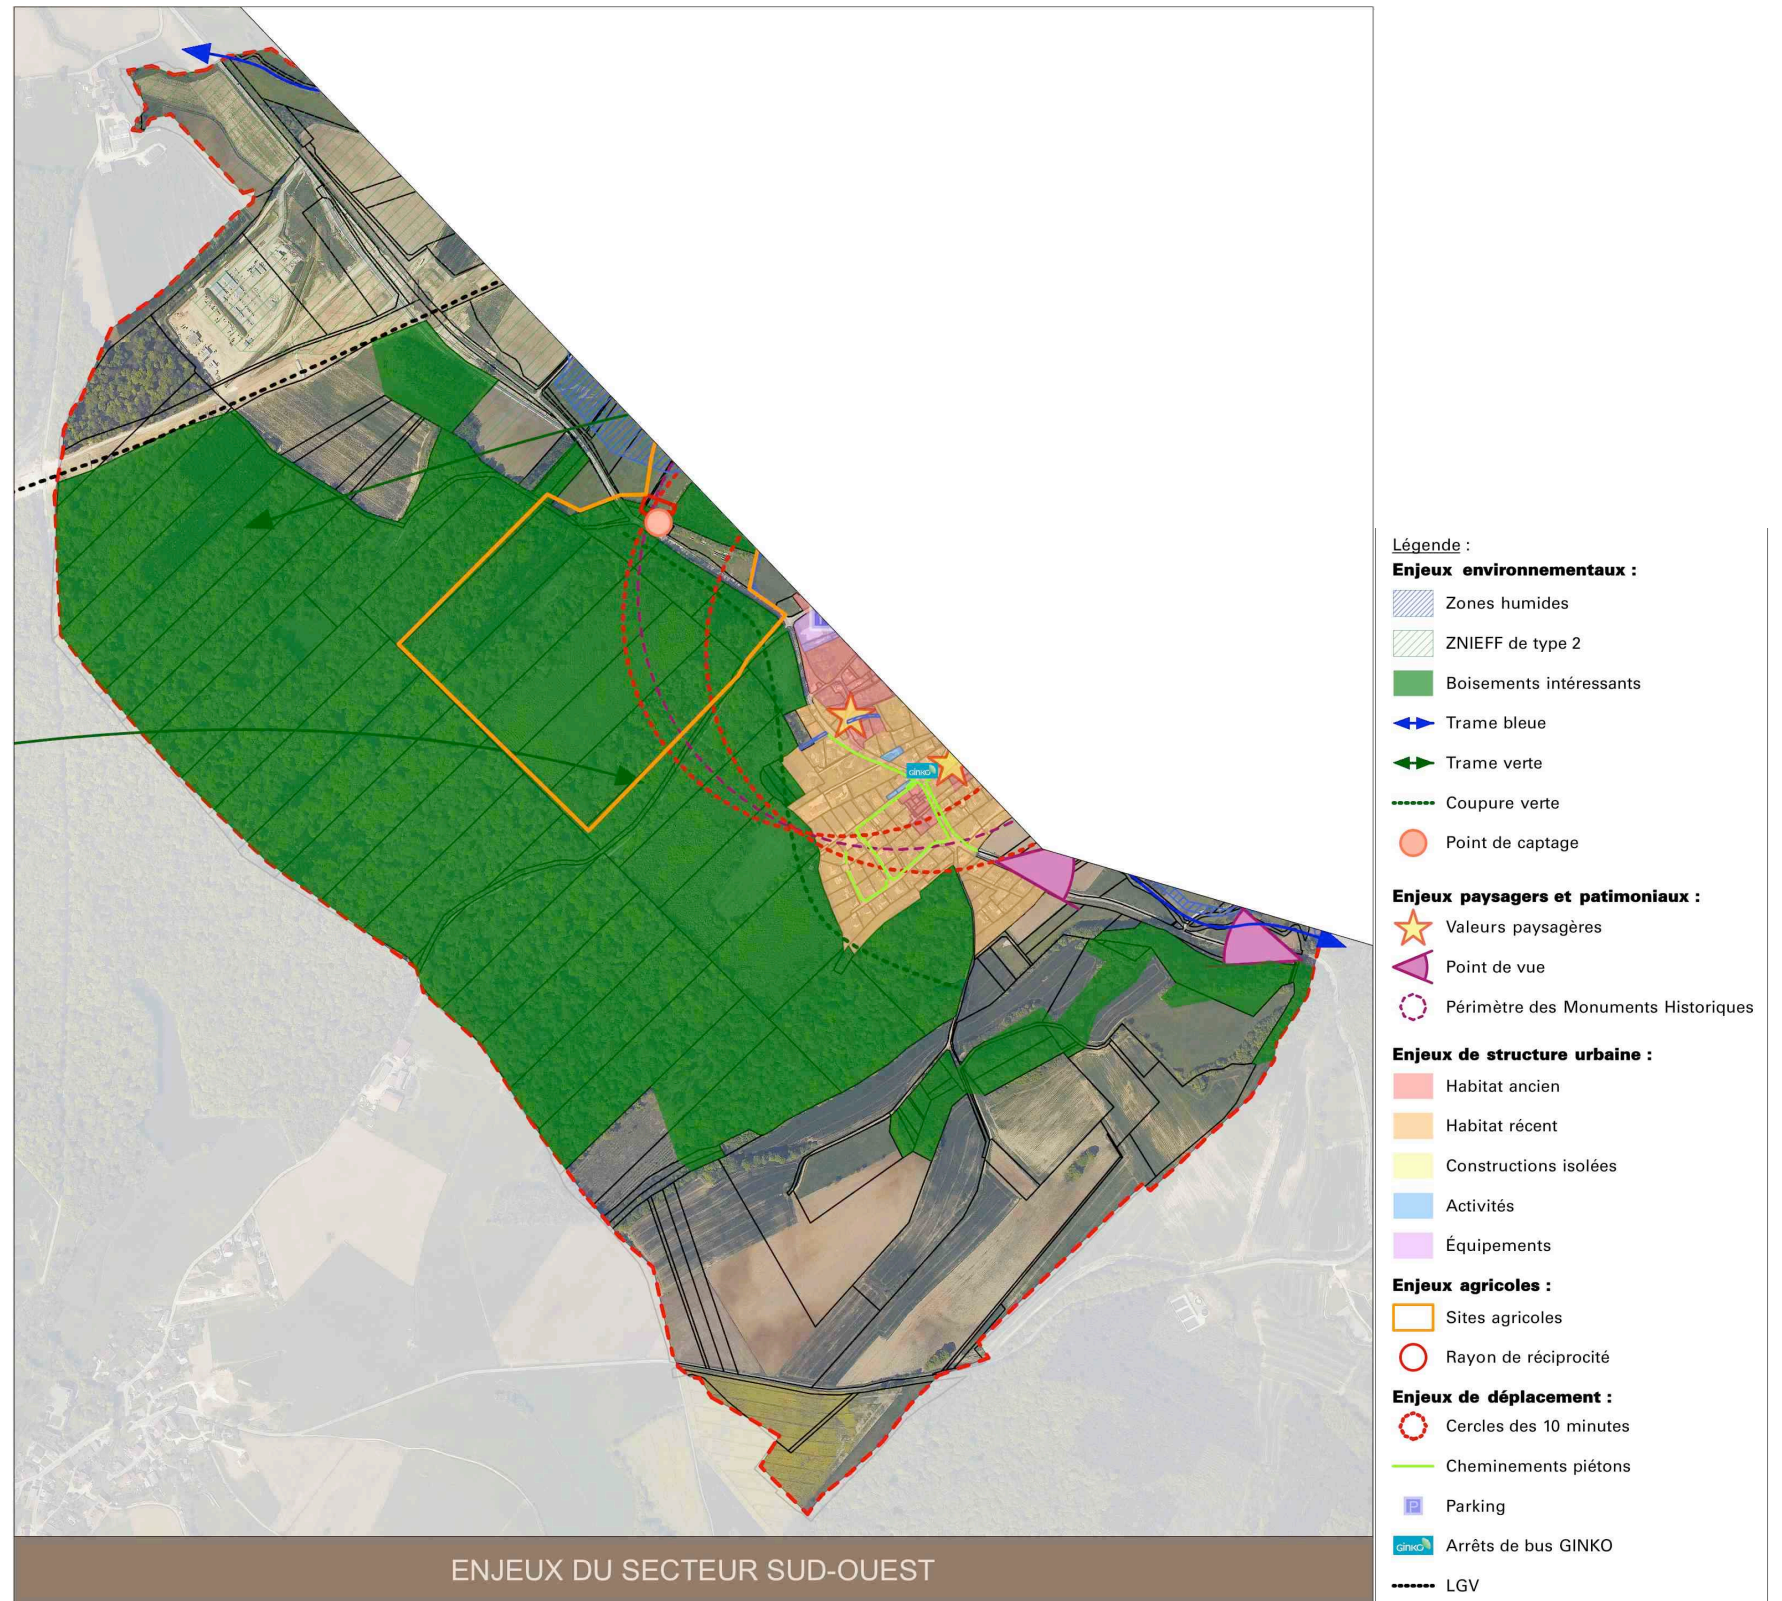 P
GINKO
Légende :
Enjeux environnementaux :
Zones humides
ZNIEFF de type 2
Boisements intéressants
Trame bleue
Trame verte
Coupure verte
Point de captage
Enjeux paysagers et patimoniaux :
Valeurs paysagères
Point de vue
Périmètre des Monuments Historiques
Enjeux de structure urbaine :
Habitat ancien
Habitat récent
Constructions isolées
Activités
Équipements
Enjeux agricoles :
Sites agricoles
Rayon de réciprocité
Enjeux de déplacement :
Cercles des 10 minutes
Cheminements piétons
P Parking
GINKO Arrêts de bus GINKO
LGV
ENJEUX DU SECTEUR SUD-OUEST